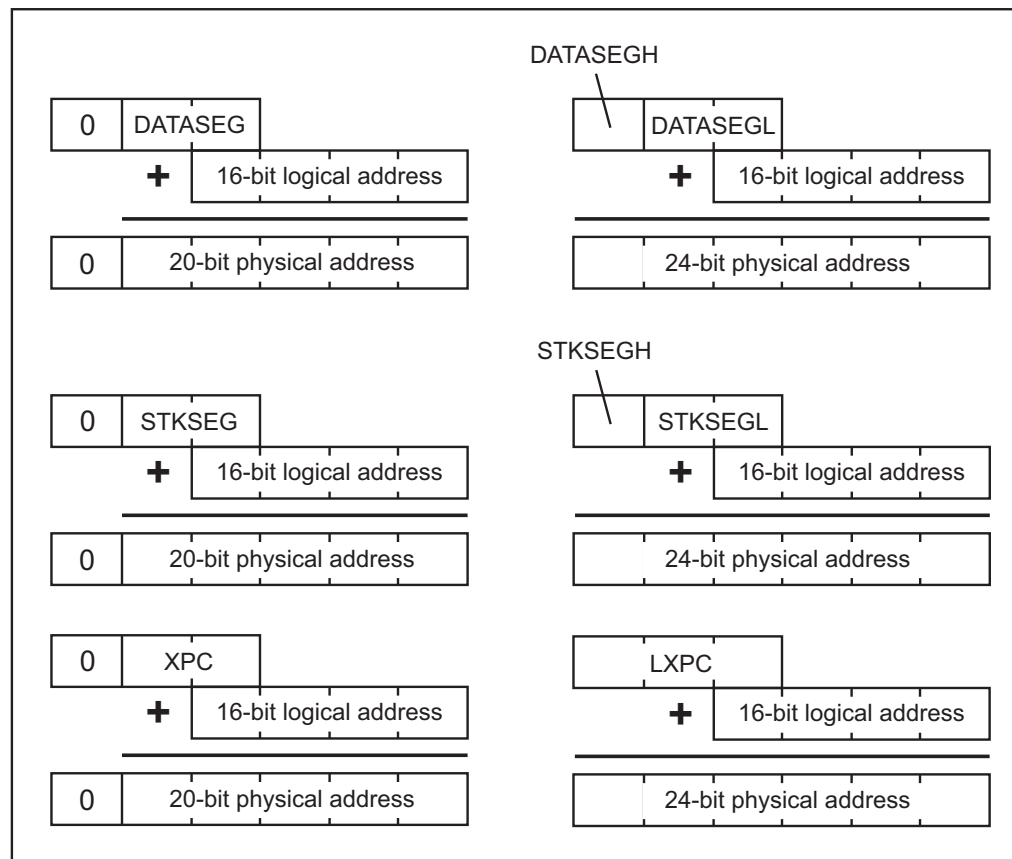 DATASEGH
0 DATASEG DATASEGL
+ 16-bit logical address + 16-bit logical address
0 20-bit physical address 24-bit physical address
STKSEGH
0 STKSEG STKSEGL
+ 16-bit logical address + 16-bit logical address
0 20-bit physical address 24-bit physical address
0 XPC LXPC
+ 16-bit logical address + 16-bit logical address
0 20-bit physical address 24-bit physical address